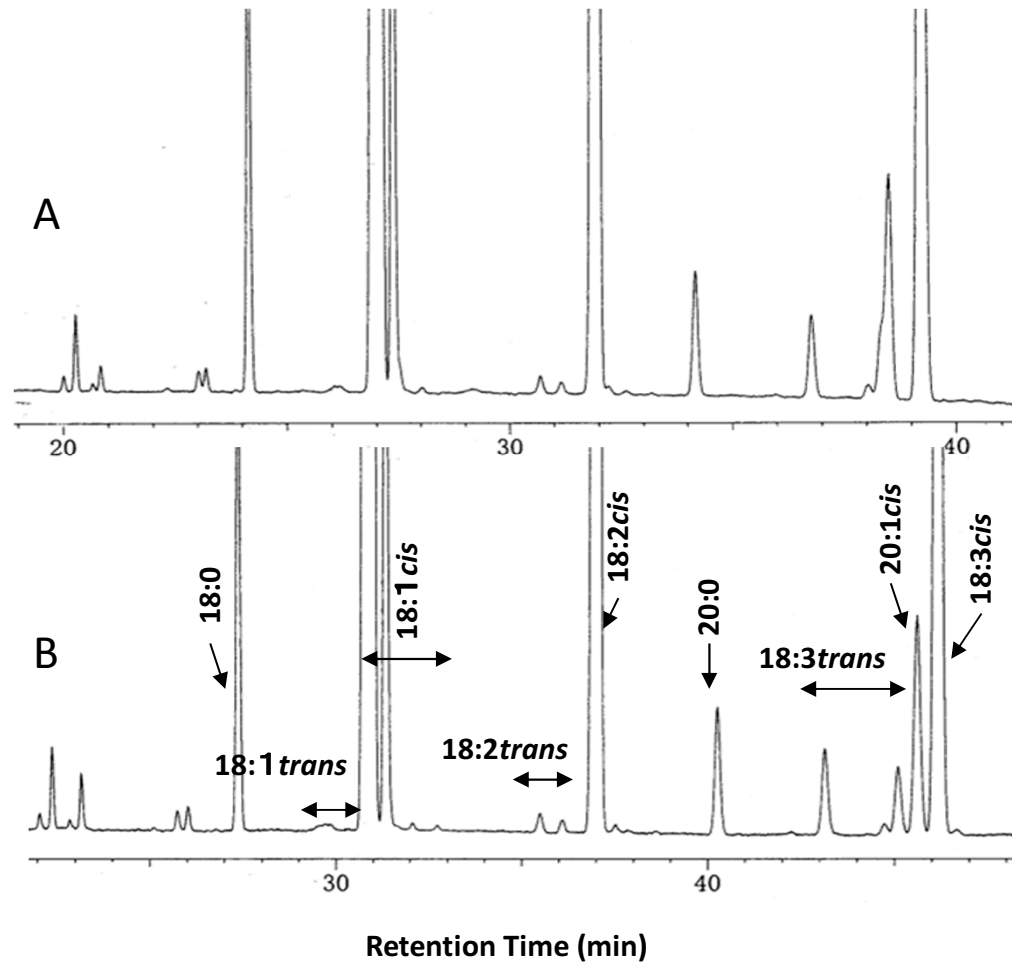 A
20 30 40
18:0
18:1cis
18:2cis
20:0
20:1cis
18:3cis
18:3trans
B
18:1trans
18:2trans
30 40
Retention Time (min)